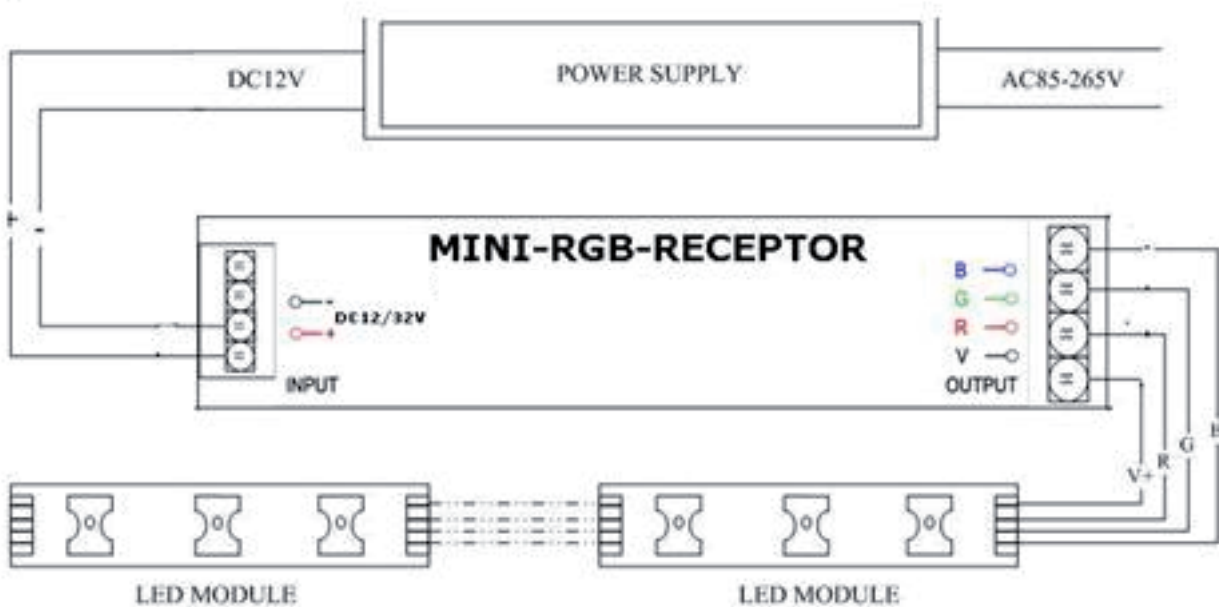 DC12V
POWER SUPPLY
AC85-265V
+
-
MINI-RGB-RECEPTOR
-
DC12/32V
+
INPUT
B
G
R
V
OUTPUT
V+
R
G
LED MODULE
LED MODULE